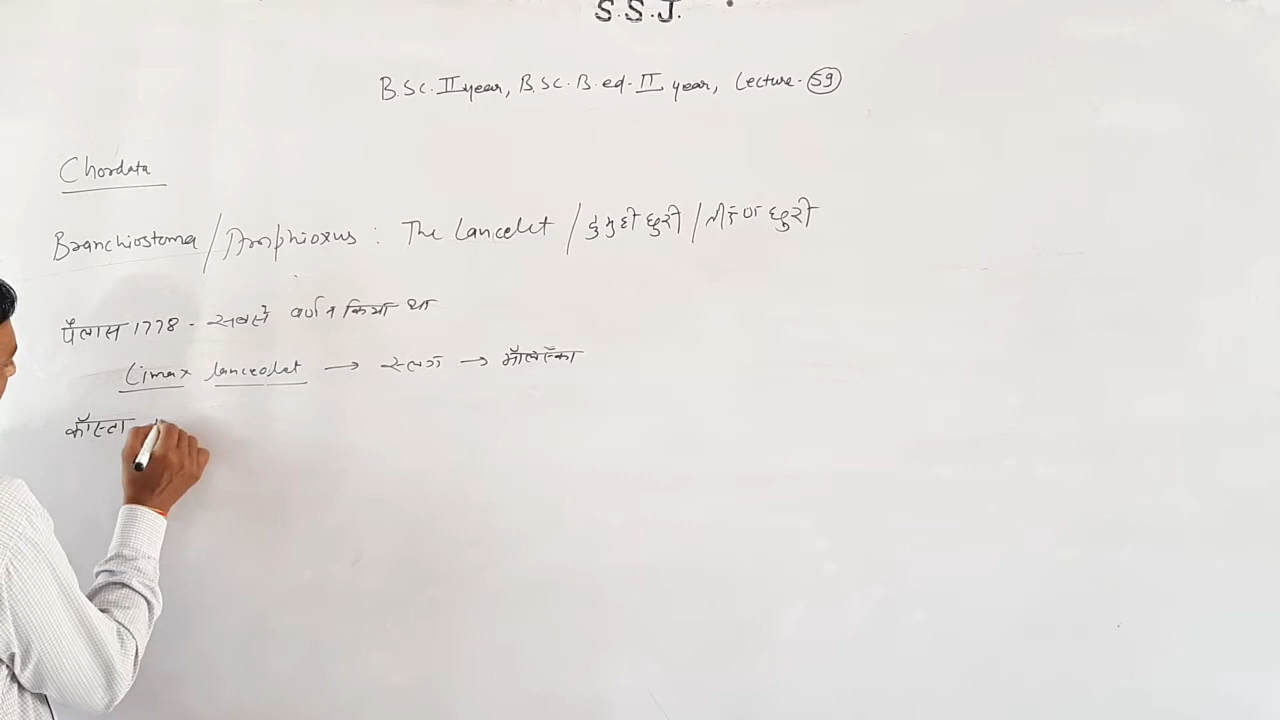 S.S.J.
B.Sc. II year, B.Sc. B.ed. II year, Lecture - 59
Chordata
Branchiostoma / Amphioxus : The Lancelet / दुमुही छुरी / तीक्ष्ण छुरी
पैलास 1778 - सबसे वर्णन किया था
Limax lanceolat → स्लग → मॉलस्का
कॉस्टा